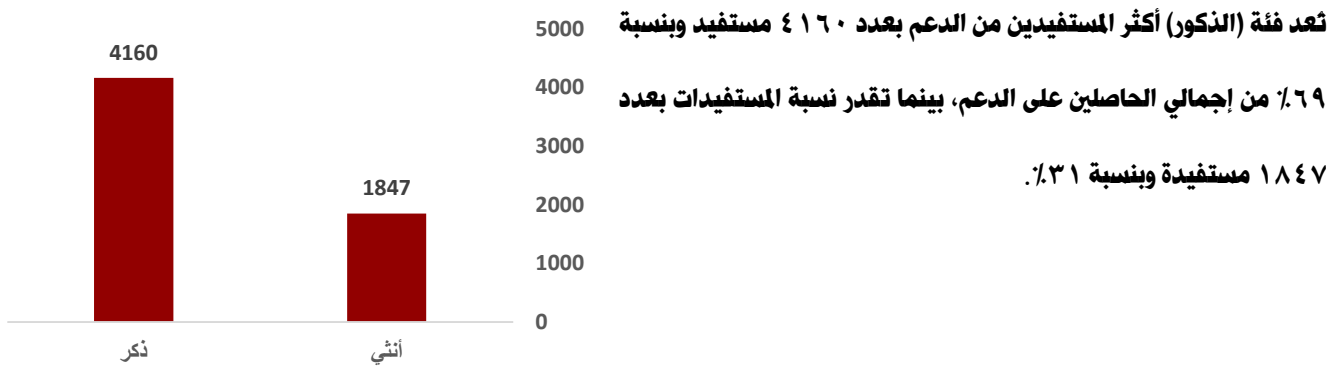 تُعد فئة (الذكور) أكثر المستفيدين من الدعم بعدد ٤١٦٠ مستفيد وبنسبة
٦٩٪ من إجمالي الحاصلين على الدعم، بينما تقدر نسبة المستفيدات بعدد
١٨٤٧ مستفيدة وبنسبة ٣١٪.
5000
4000
3000
2000
1000
0
4160
1847
أنثي
ذكر